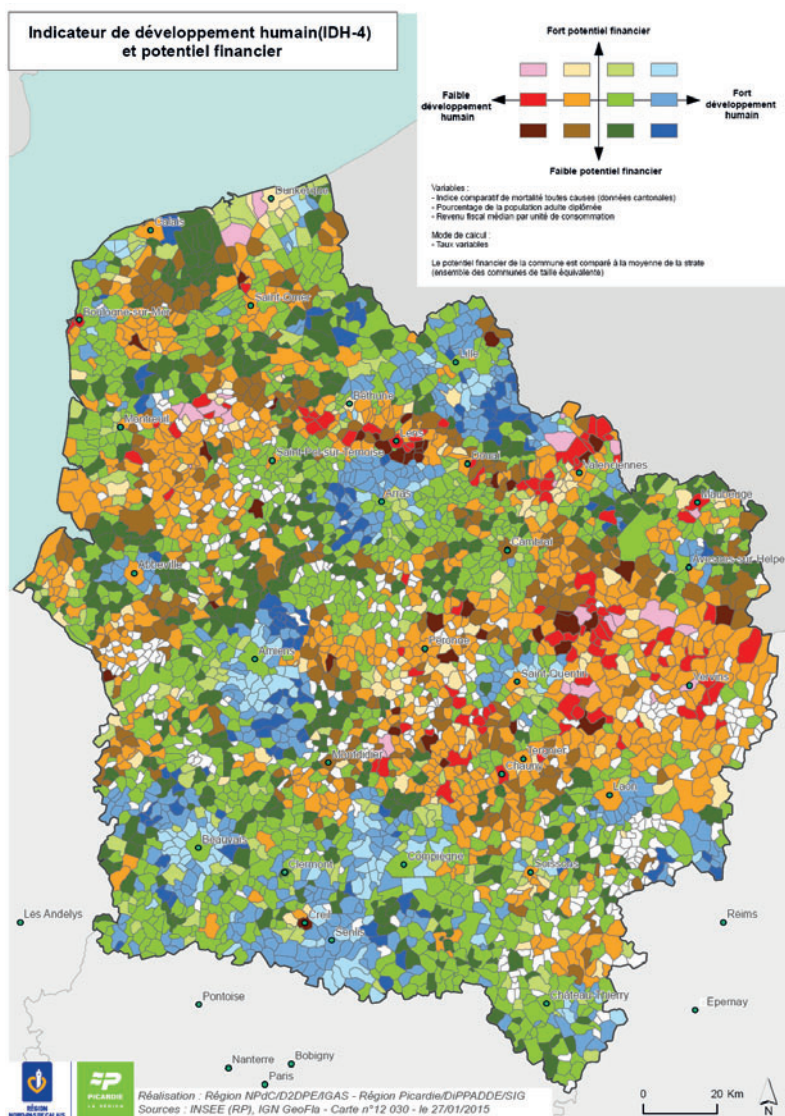 Indicateur de développement humain(IDH-4)
et potentiel financier
Fort potentiel financier
Faible
développement
humain
Fort
développement
humain
Faible potentiel financier
Variables :
- Indice comparatif de mortalité toutes causes (données cantonales)
- Pourcentage de la population adulte diplômée
- Revenu fiscal médian par unité de consommation
Mode de calcul :
- Taux variables
Le potentiel financier de la commune est comparé à la moyenne de la strate
(ensemble des communes de taille équivalente)
Dunkerque
Calais
Saint-Omer
Boulogne-sur-Mer
Lille
Béthune
Montreuil
Lens
Saint-Pol-sur-Ternoise
Douai
Valenciennes
Arras
Maubeuge
Cambrai
Avesnes-sur-Helpe
Abbeville
Péronne
Amiens
Saint-Quentin
Vervins
Montdidier
Tergnier
Chauny
Laon
Beauvais
Clermont
Compiègne
Soissons
Les Andelys
Creil
Reims
Senlis
Pontoise
Château-Thierry
Epernay
Nanterre
Bobigny
Paris
0 20 Km
RÉGION
NORD-PAS DE CALAIS
PICARDIE
LA RÉGION
Réalisation : Région NPdC/D2DPE/IGAS - Région Picardie/DiPPADDE/SIG
Sources : INSEE (RP), IGN GeoFla - Carte n°12 030 - le 27/01/2015